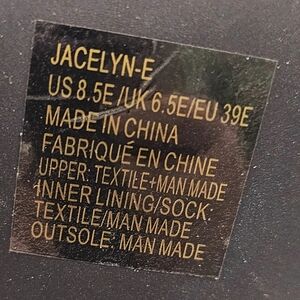 JACELYN-E
US 8.5E/UK 6.5E/EU 39E
MADE IN CHINA
FABRIQUÉ EN CHINE
UPPER: TEXTILE+MAN MADE
INNER LINING/SOCK:
TEXTILE/MAN MADE
OUTSOLE: MAN MADE